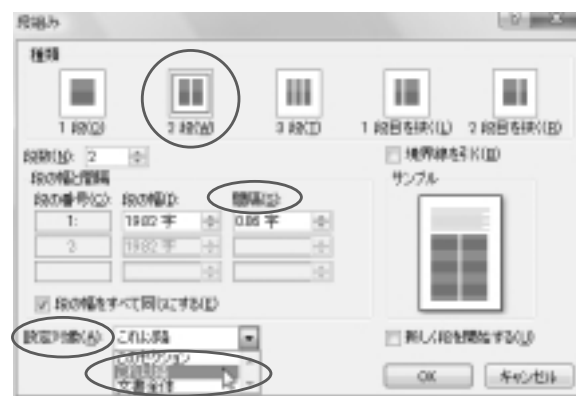 段組み
種類
1 段(O) 2 段(W) 3 段(T) 1 段目を狭く(L) 2 段目を狭く(R)
段数(N): 2
境界線を引く(B)
段の幅と間隔
サンプル
段の番号(C): 段の幅(I): 間隔(S):
1: 19.82 字 0.86 字
2: 19.82 字
段の幅をすべて同じにする(E)
設定対象(A): これ以降
新しく段を開始する(U)
このセクション
文書全体
OK キャンセル